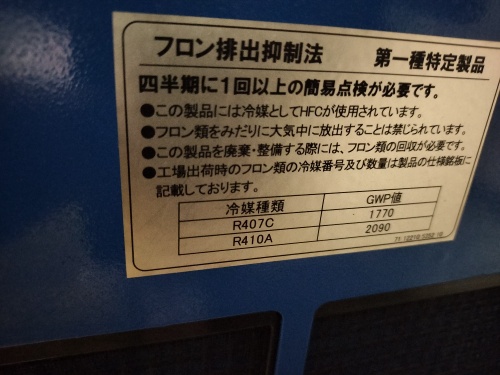 フロン排出抑制法 第一種特定製品
四半期に1回以上の簡易点検が必要です。
●この製品には冷媒としてHFCが使用されています。
●フロン類をみだりに大気中に放出することは禁じられています。
●この製品を廃棄・整備する際には、フロン類の回収が必要です。
●工場出荷時のフロン類の冷媒番号及び数量は製品の仕様銘板に
記載しております。
冷媒種類 GWP値
R407C 1770
R410A 2090